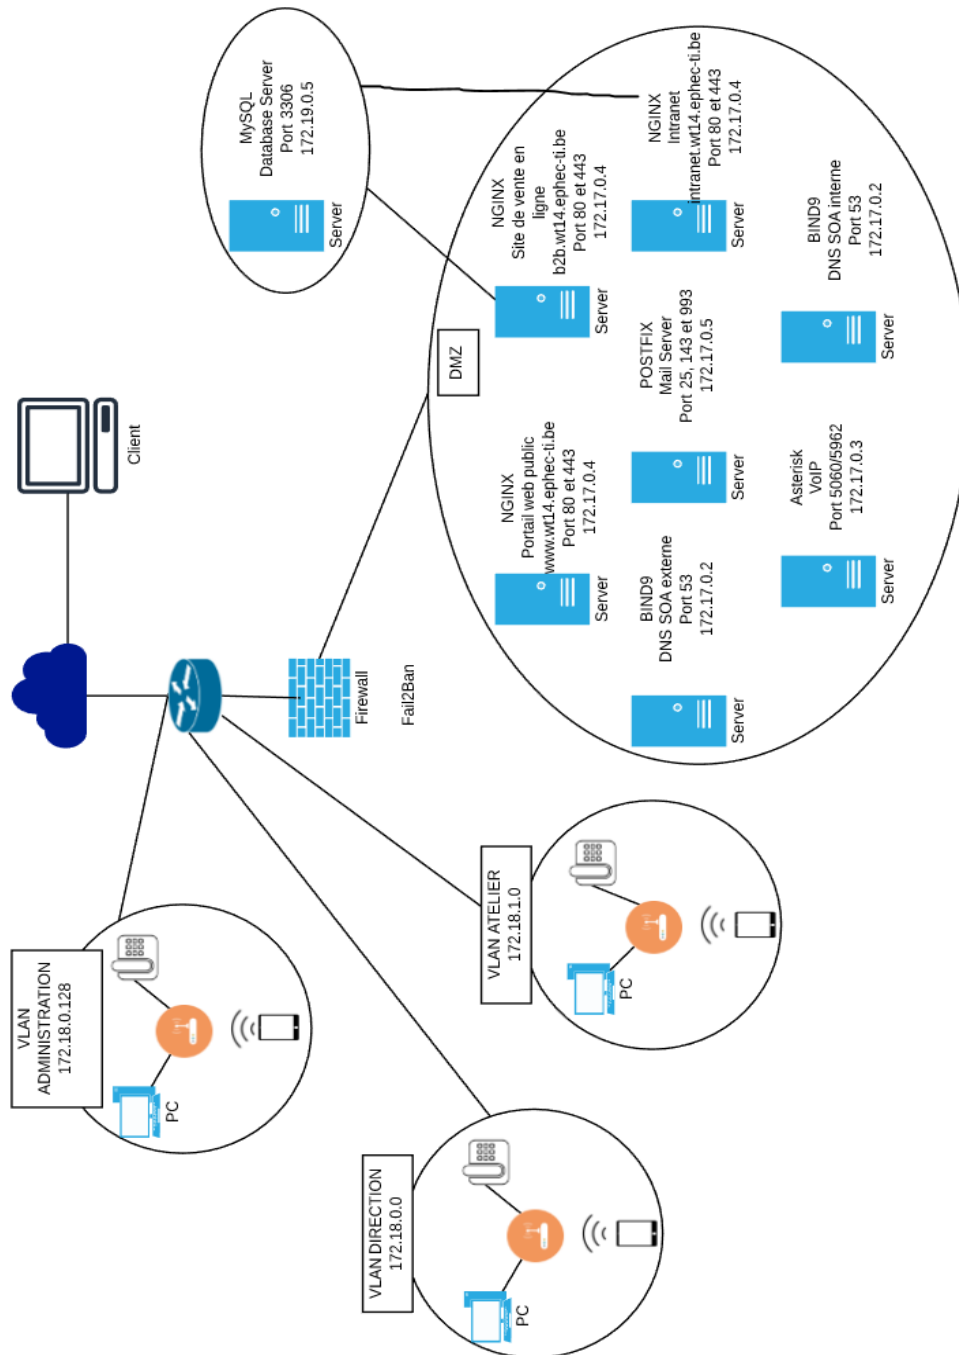 Client
VLAN
ADMINISTRATION
172.18.0.128
PC
VLAN DIRECTION
172.18.0.0
PC
VLAN ATELIER
172.18.1.0
PC
Firewall
Fail2Ban
MySQL
Database Server
Port 3306
172.19.0.5
Server
DMZ
NGINX
Portail web public
www.wt14.ephec-ti.be
Port 80 et 443
172.17.0.4
Server
NGINX
Site de vente en
ligne
b2b.wt14.ephec-ti.be
Port 80 et 443
172.17.0.4
Server
BIND9
DNS SOA externe
Port 53
172.17.0.2
Server
POSTFIX
Mail Server
Port 25, 143 et 993
172.17.0.5
Server
NGINX
Intranet
intranet.wt14.ephec-ti.be
Port 80 et 443
172.17.0.4
Server
Asterisk
VoIP
Port 5060/5962
172.17.0.3
Server
BIND9
DNS SOA interne
Port 53
172.17.0.2
Server